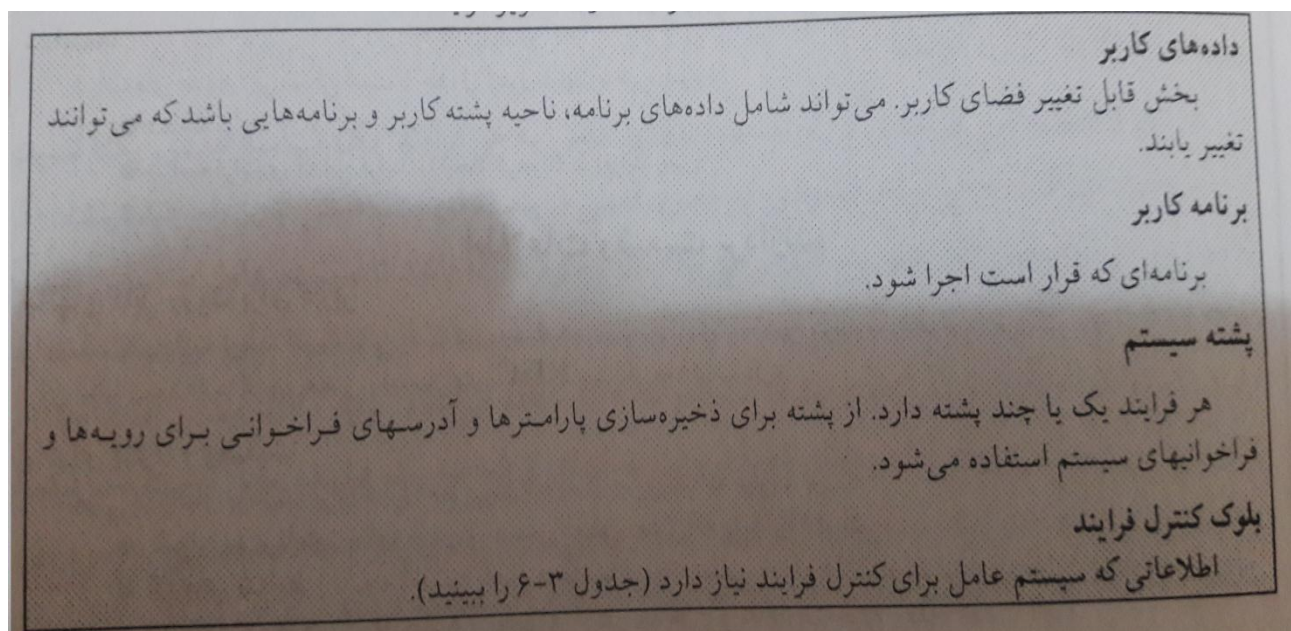 داده‌های کاربر
بخش قابل تغییر فضای کاربر. می‌تواند شامل داده‌های برنامه، ناحیه پشته کاربر و برنامه‌هایی باشد که می‌توانند
تغییر یابند.
برنامه کاربر
برنامه‌ای که قرار است اجرا شود.
پشته سیستم
هر فرایند یک یا چند پشته دارد. از پشته برای ذخیره‌سازی پارامترها و آدرسهای فراخوانی برای رویه‌ها و
فراخوانیهای سیستم استفاده می‌شود.
بلوک کنترل فرایند
اطلاعاتی که سیستم عامل برای کنترل فرایند نیاز دارد (جدول ۳-۶ را ببینید).